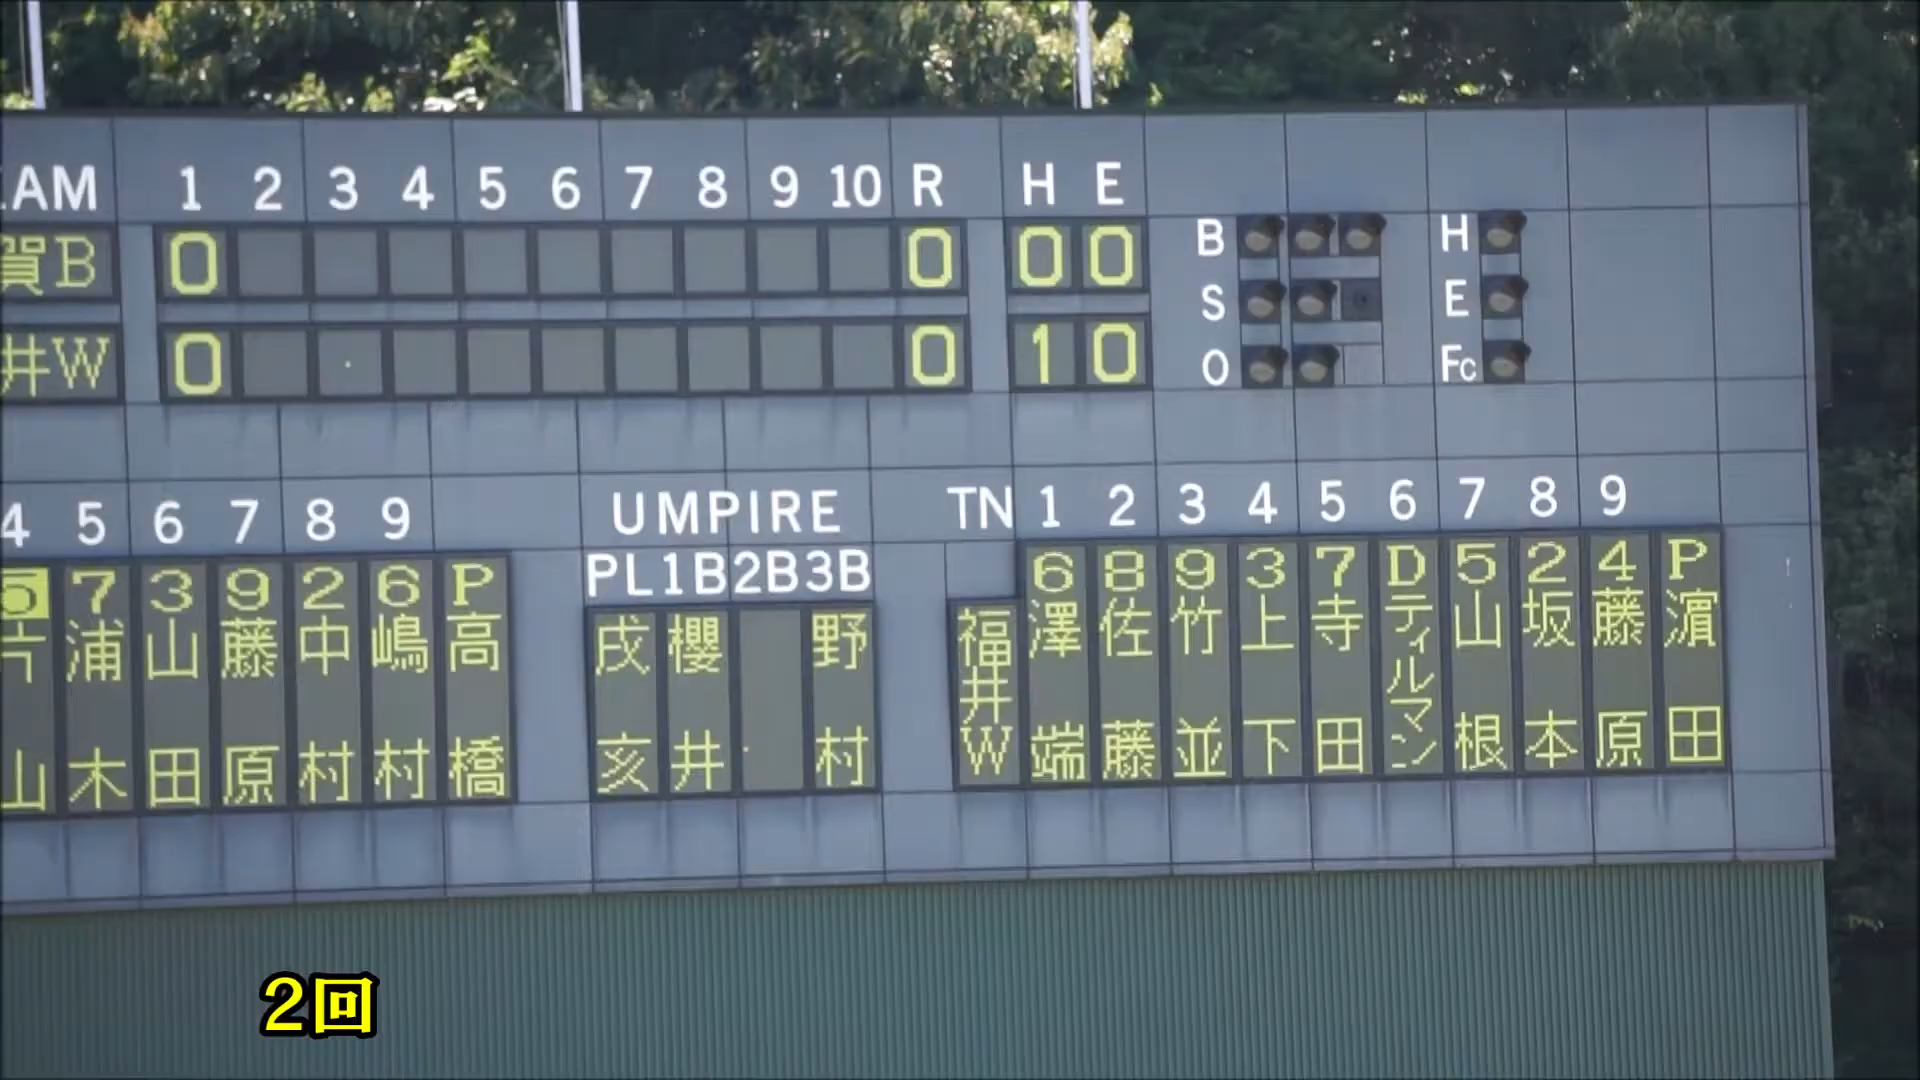 AM 1 2 3 4 5 6 7 8 9 10 R H E
賀B 0 0 0 0
井W 0 0 1 0
B H
S E
O Fc
4 5 6 7 8 9
5 7 3 9 2 6 P
片山 浦木 山田 藤原 中村 嶋村 高橋
UMPIRE
PL 1B 2B 3B
戌亥 櫻井 野村
TN 1 2 3 4 5 6 7 8 9
6 8 9 3 7 D 5 2 4 P
福井W 澤端 佐藤 竹並 上下 寺田 ティルマン 山根 坂本 藤原 濵田
2回